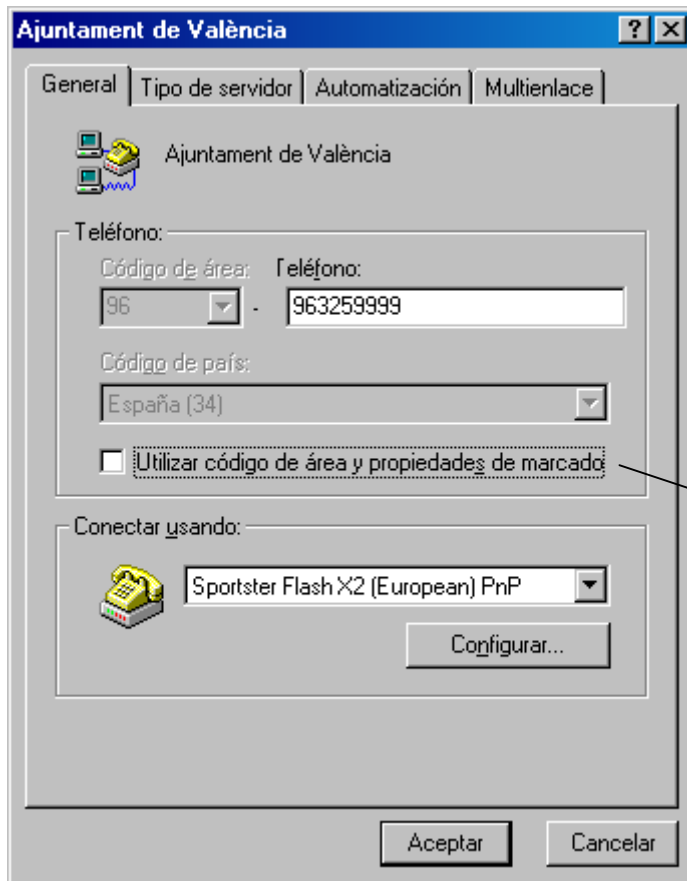 Ajuntament de València
General Tipo de servidor Automatización Multienlace
Ajuntament de València
Teléfono:
Código de área: Teléfono:
96 - 963259999
Código de país:
España (34)
Utilizar código de área y propiedades de marcado
Conectar usando:
Sportster Flash X2 (European) PnP
Configurar...
Aceptar Cancelar